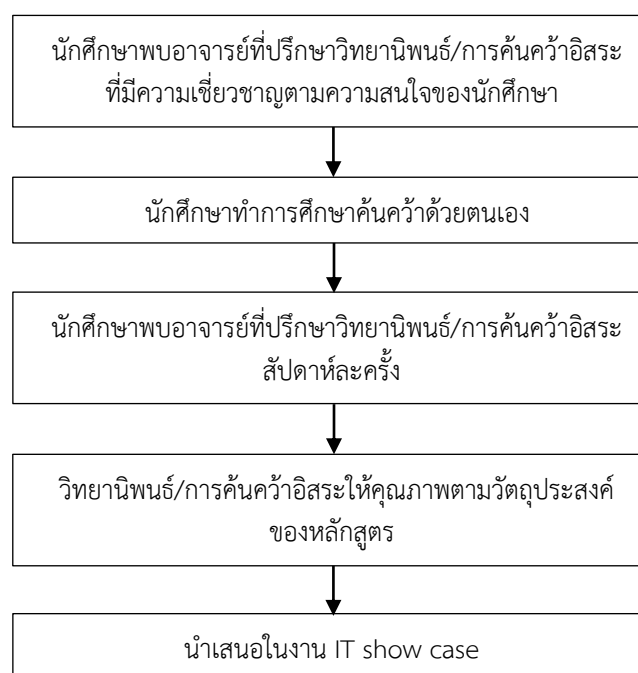 นักศึกษาพบอาจารย์ที่ปรึกษาวิทยานิพนธ์/การค้นคว้าอิสระ
ที่มีความเชี่ยวชาญตามความสนใจของนักศึกษา
นักศึกษาทำการศึกษาค้นคว้าด้วยตนเอง
นักศึกษาพบอาจารย์ที่ปรึกษาวิทยานิพนธ์/การค้นคว้าอิสระ
สัปดาห์ละครั้ง
วิทยานิพนธ์/การค้นคว้าอิสระให้คุณภาพตามวัตถุประสงค์
ของหลักสูตร
นำเสนอในงาน IT show case